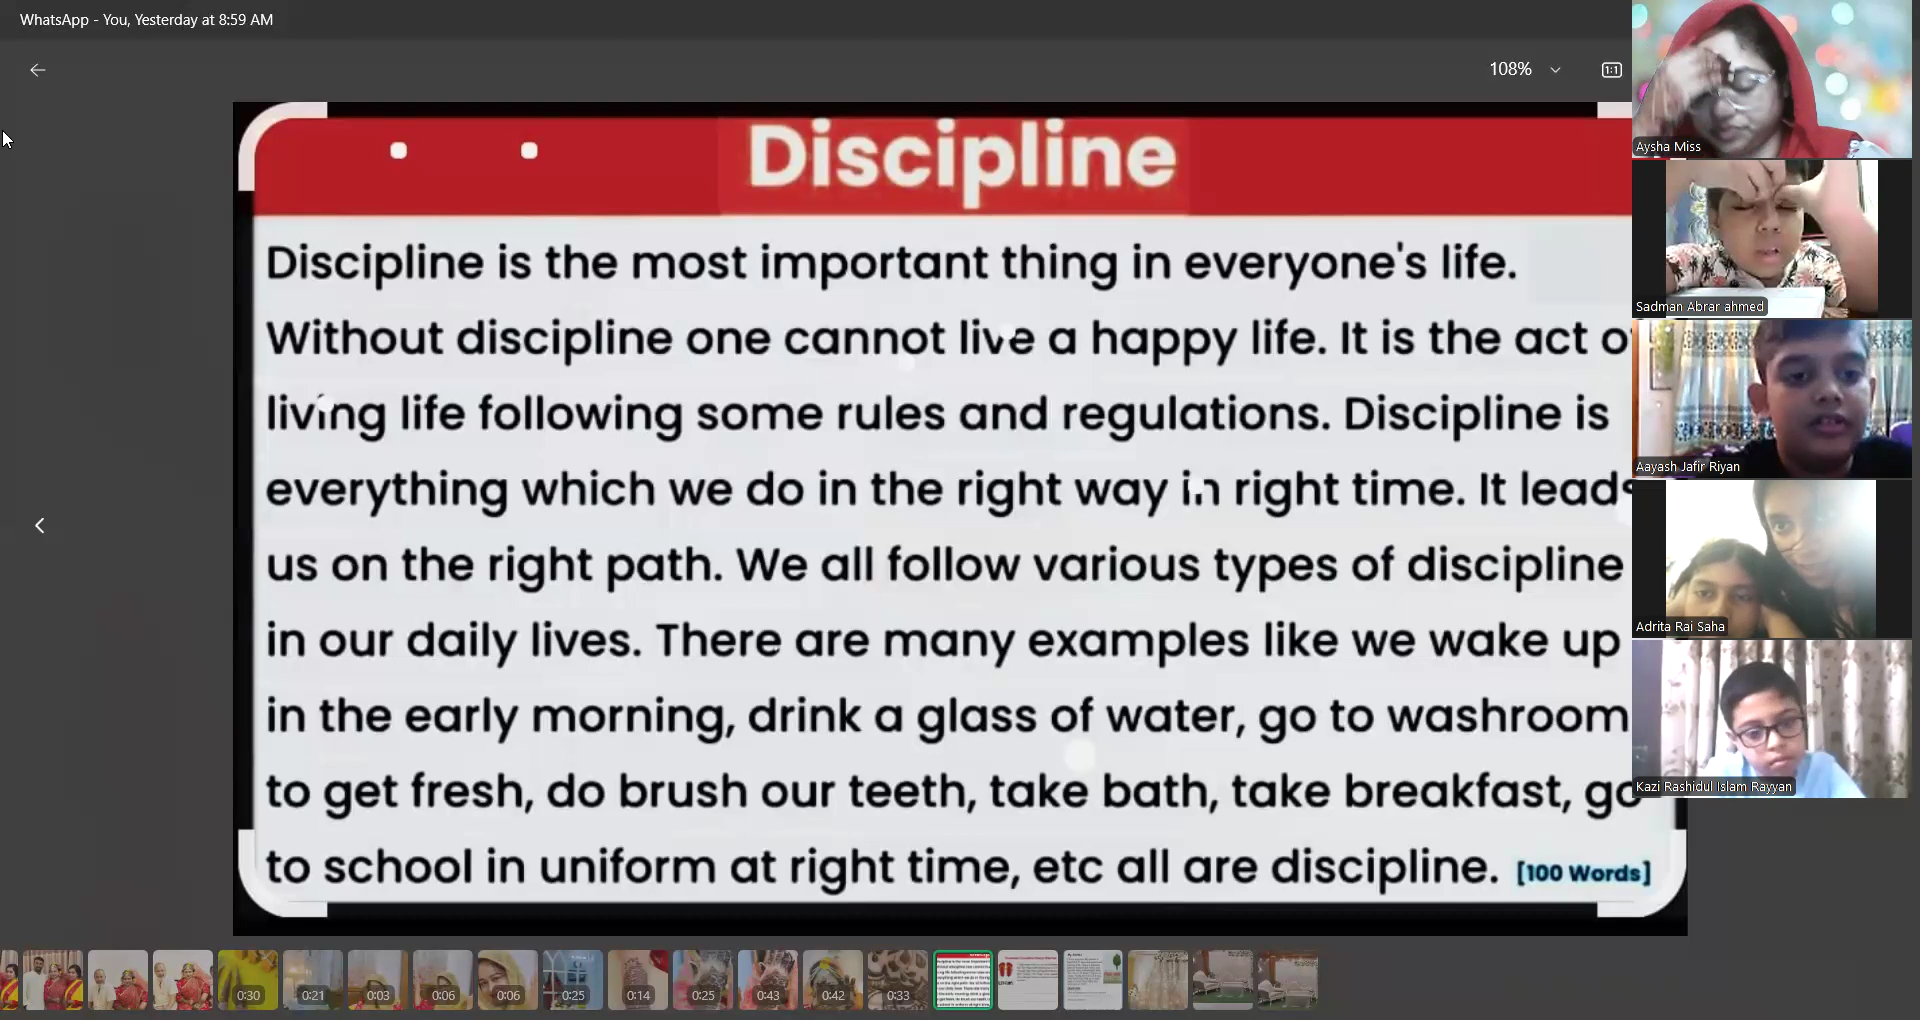 WhatsApp - You, Yesterday at 8:59 AM
108%
1:1
Discipline
Discipline is the most important thing in everyone's life.
Without discipline one cannot live a happy life. It is the act
living life following some rules and regulations. Discipline is
everything which we do in the right way in right time. It leads
us on the right path. We all follow various types of discipline
in our daily lives. There are many examples like we wake up
in the early morning, drink a glass of water, go to washroom
to get fresh, do brush our teeth, take bath, take breakfast, go
to school in uniform at right time, etc all are discipline. [100 Words]
Aysha Miss
Sadman Abrar ahmed
Aayash Jafir Riyan
Adrita Rai Saha
Kazi Rashidul Islam Rayyan
0:30
0:21
0:03
0:06
0:06
0:25
0:14
0:25
0:43
0:42
0:33